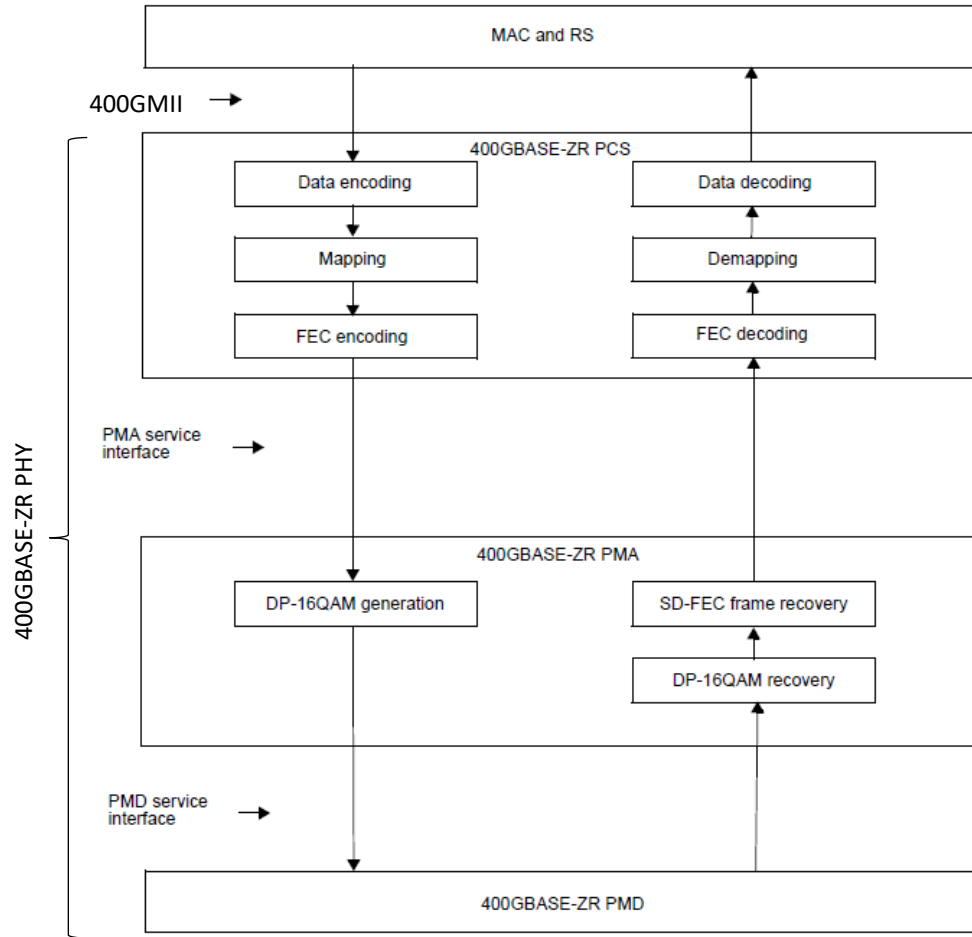 MAC and RS
400GMII
400GBASE-ZR PCS
Data encoding
Data decoding
Mapping
Demapping
FEC encoding
FEC decoding
PMA service
interface
400GBASE-ZR PHY
400GBASE-ZR PMA
DP-16QAM generation
SD-FEC frame recovery
DP-16QAM recovery
PMD service
interface
400GBASE-ZR PMD